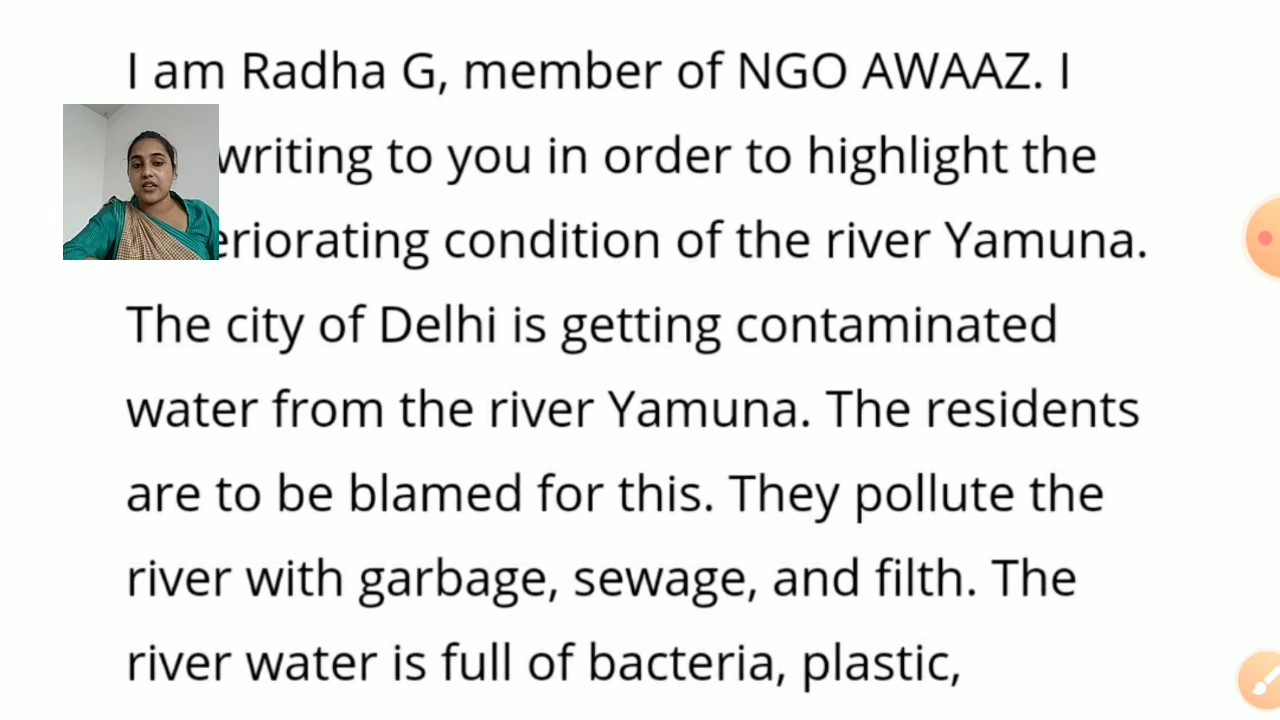 I am Radha G, member of NGO AWAAZ. I
writing to you in order to highlight the
eriorating condition of the river Yamuna.
The city of Delhi is getting contaminated
water from the river Yamuna. The residents
are to be blamed for this. They pollute the
river with garbage, sewage, and filth. The
river water is full of bacteria, plastic,